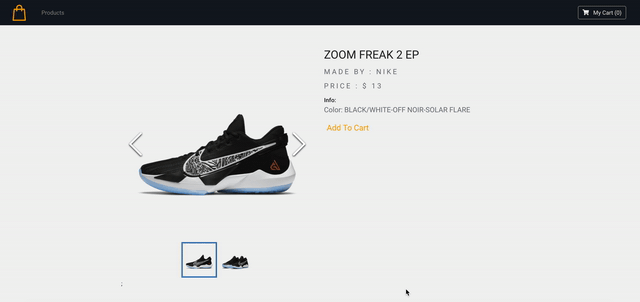 Products
My Cart (0)
ZOOM FREAK 2 EP
MADE BY : NIKE
PRICE : $ 13
Info:
Color: BLACK/WHITE-OFF NOIR-SOLAR FLARE
Add To Cart
;